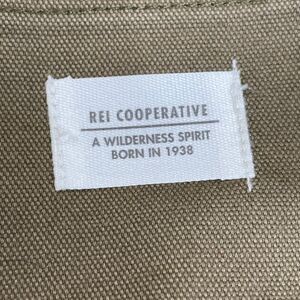 REI COOPERATIVE
A WILDERNESS SPIRIT
BORN IN 1938